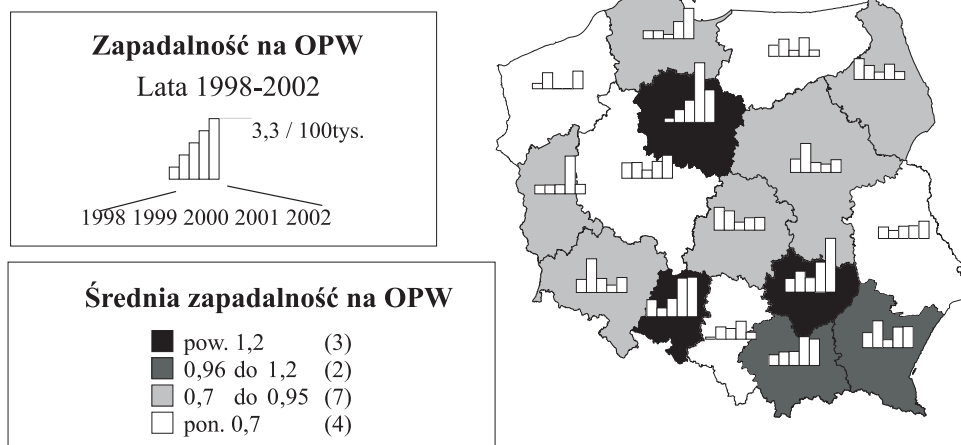 Zapadalność na OPW
Lata 1998-2002
3,3 / 100tys.
1998 1999 2000 2001 2002
Średnia zapadalność na OPW
pow. 1,2 (3)
0,96 do 1,2 (2)
0,7 do 0,95 (7)
pon. 0,7 (4)